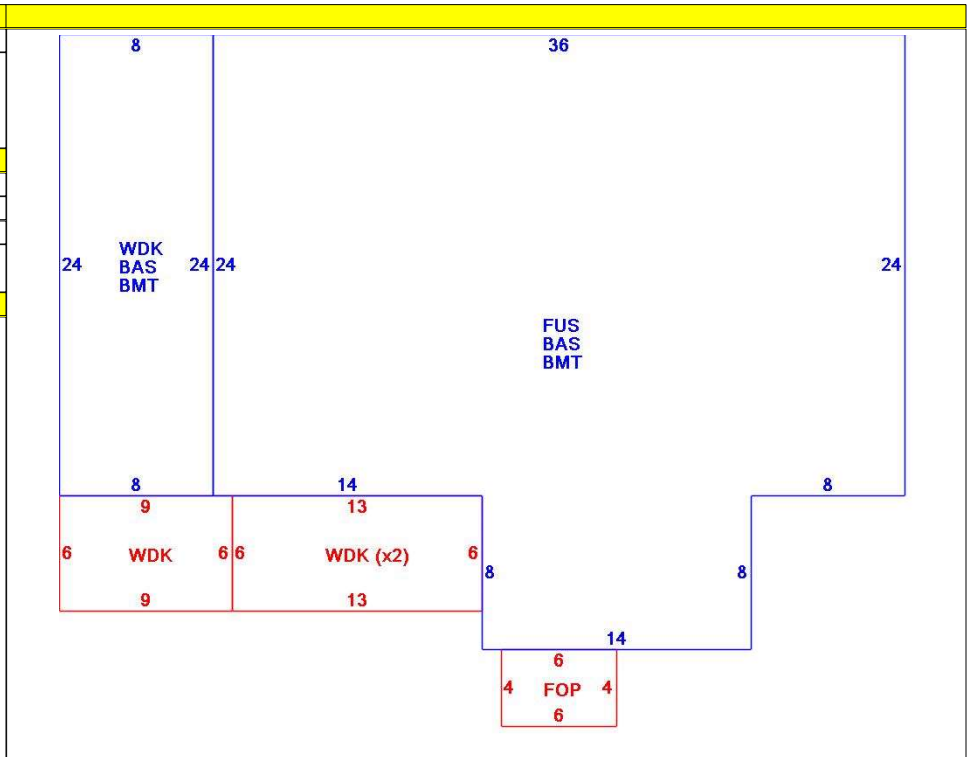 8 36
WDK
BAS
BMT
24 24 24 24
FUS
BAS
BMT
8 14 8
9 13
6 WDK 6 6 WDK (x2) 6
8 8
9 13
14
6
4 FOP 4
6